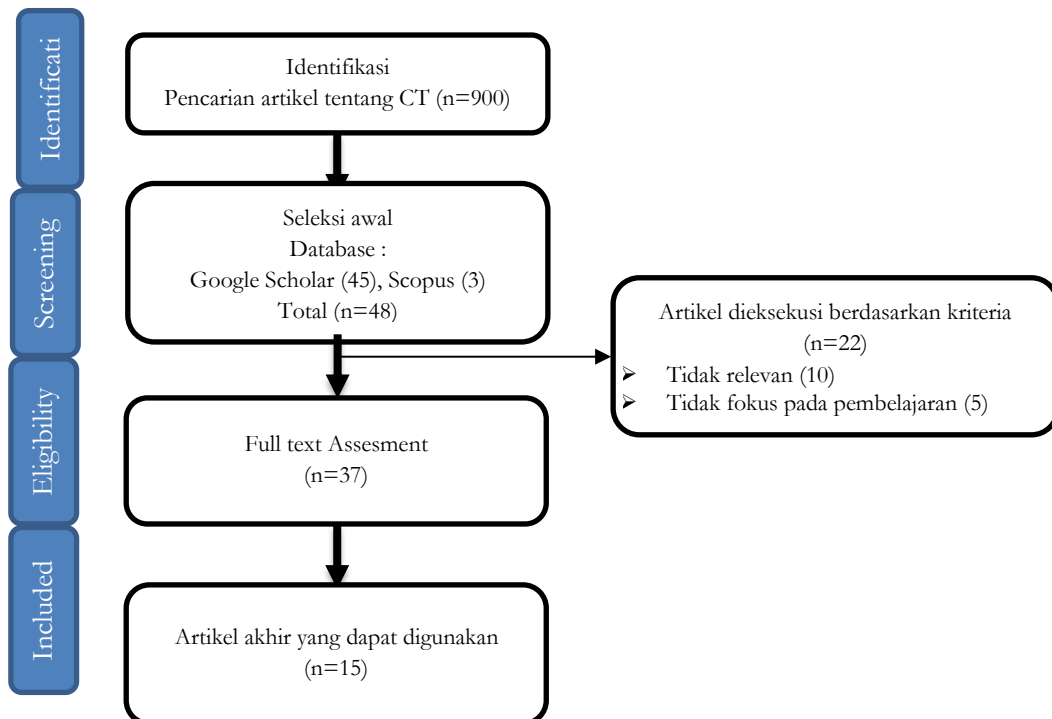 Identificati
Identifikasi
Pencarian artikel tentang CT (n=900)
Screening
Seleksi awal
Database :
Google Scholar (45), Scopus (3)
Total (n=48)
Artikel dieksekusi berdasarkan kriteria
(n=22)
➢ Tidak relevan (10)
➢ Tidak fokus pada pembelajaran (5)
Eligibility
Full text Assesment
(n=37)
Included
Artikel akhir yang dapat digunakan
(n=15)